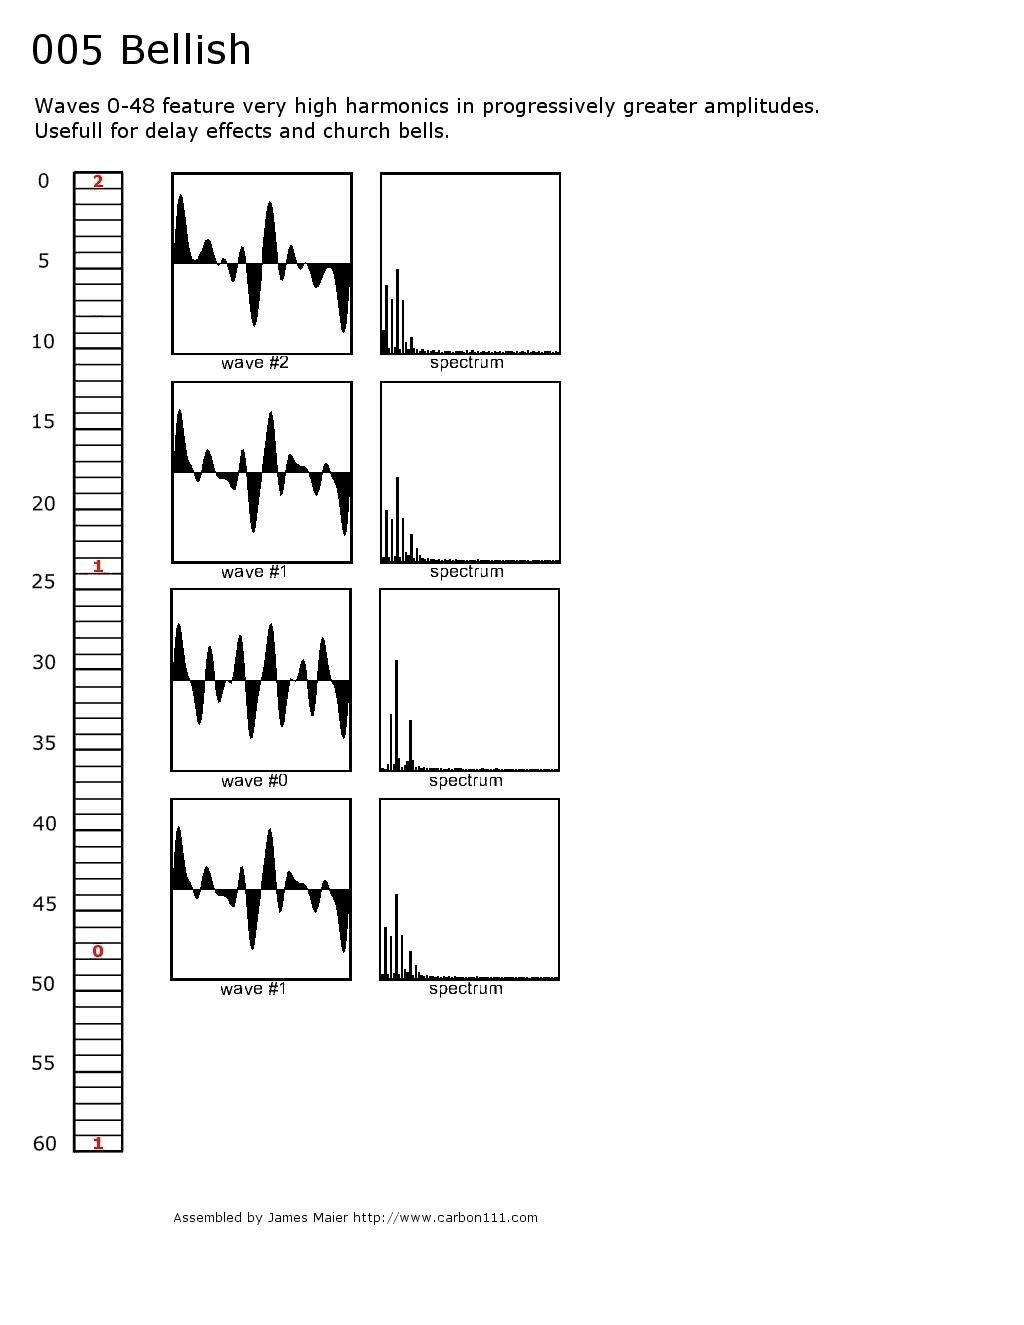 005 Bellish
Waves 0-48 feature very high harmonics in progressively greater amplitudes.
Usefull for delay effects and church bells.
0
2
5
10
wave #2
spectrum
15
20
1
25
wave #1
spectrum
30
35
wave #0
spectrum
40
45
0
50
wave #1
spectrum
55
60
1
Assembled by James Maier http://www.carbon111.com